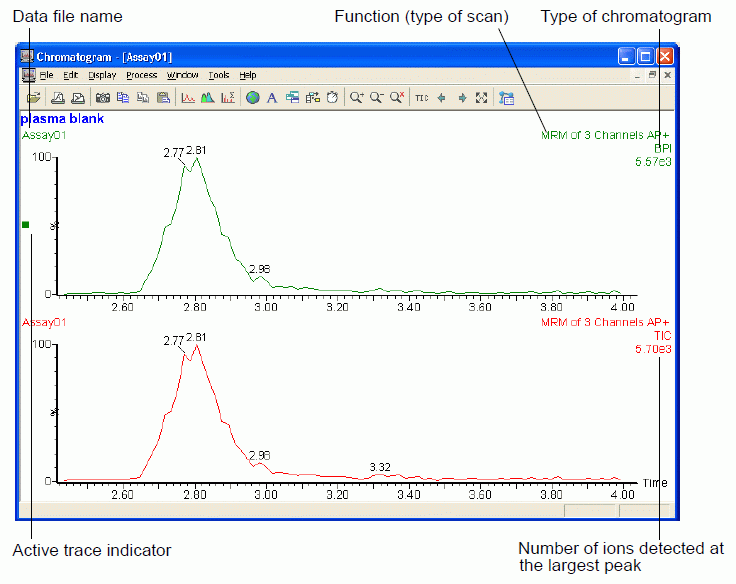 Data file name
Function (type of scan)
Type of chromatogram
Chromatogram - [Assay01]
File Edit Display Process Window Tools Help
TIC
plasma blank
Assay01
MRM of 3 Channels AP+
BPI
5.57e3
100
2.77 2.81
%
2.98
0
2.60 2.80 3.00 3.20 3.40 3.60 3.80 4.00
Assay01
MRM of 3 Channels AP+
TIC
5.70e3
100
2.77 2.81
%
2.98
3.32
0
Time
2.60 2.80 3.00 3.20 3.40 3.60 3.80 4.00
Active trace indicator
Number of ions detected at
the largest peak